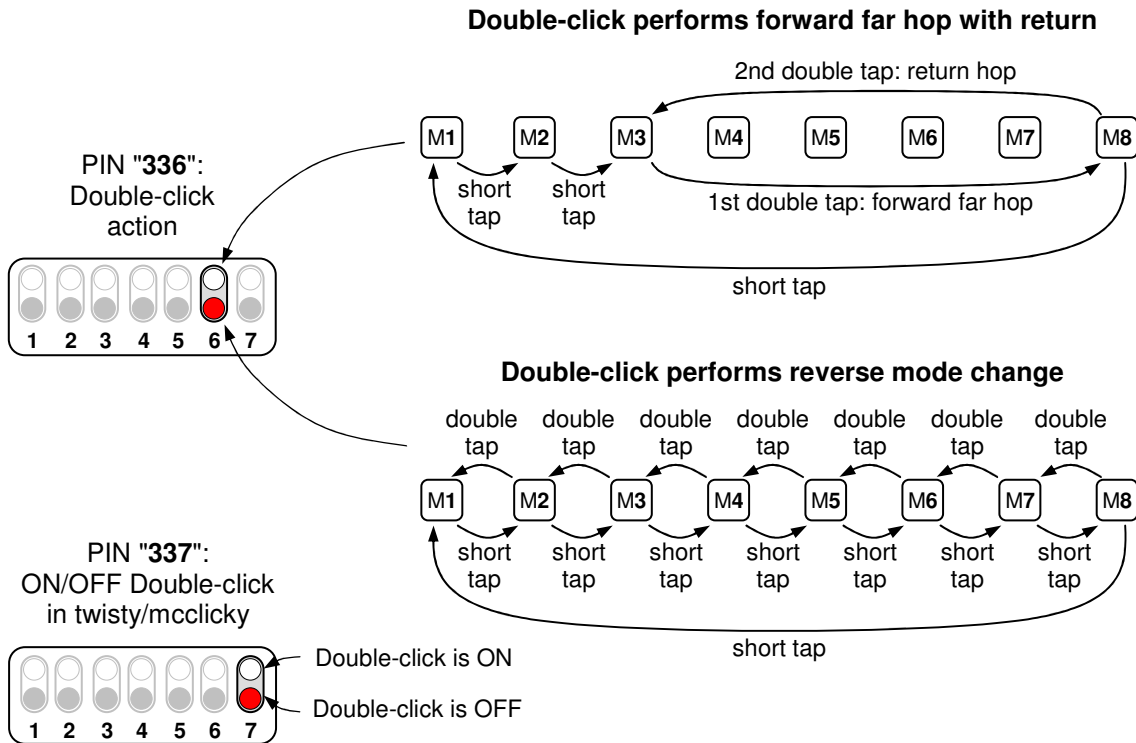 Double-click performs forward far hop with return
2nd double tap: return hop
M1 M2 M3 M4 M5 M6 M7 M8
short tap
short tap
1st double tap: forward far hop
short tap
PIN "336":
Double-click
action
1 2 3 4 5 6 7
Double-click performs reverse mode change
double double double double double double double
tap tap tap tap tap tap tap
M1 M2 M3 M4 M5 M6 M7 M8
short short short short short short short
tap tap tap tap tap tap tap
short tap
PIN "337":
ON/OFF Double-click
in twisty/mcclicky
Double-click is ON
Double-click is OFF
1 2 3 4 5 6 7